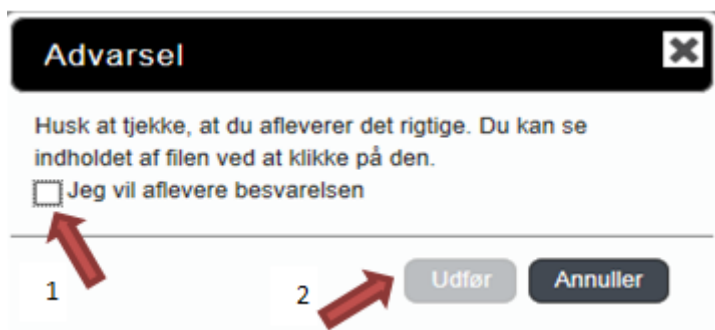 Advarsel
Husk at tjekke, at du afleverer det rigtige. Du kan se
indholdet af filen ved at klikke på den.
Jeg vil aflevere besvarelsen
1
2
Udfør
Annuller